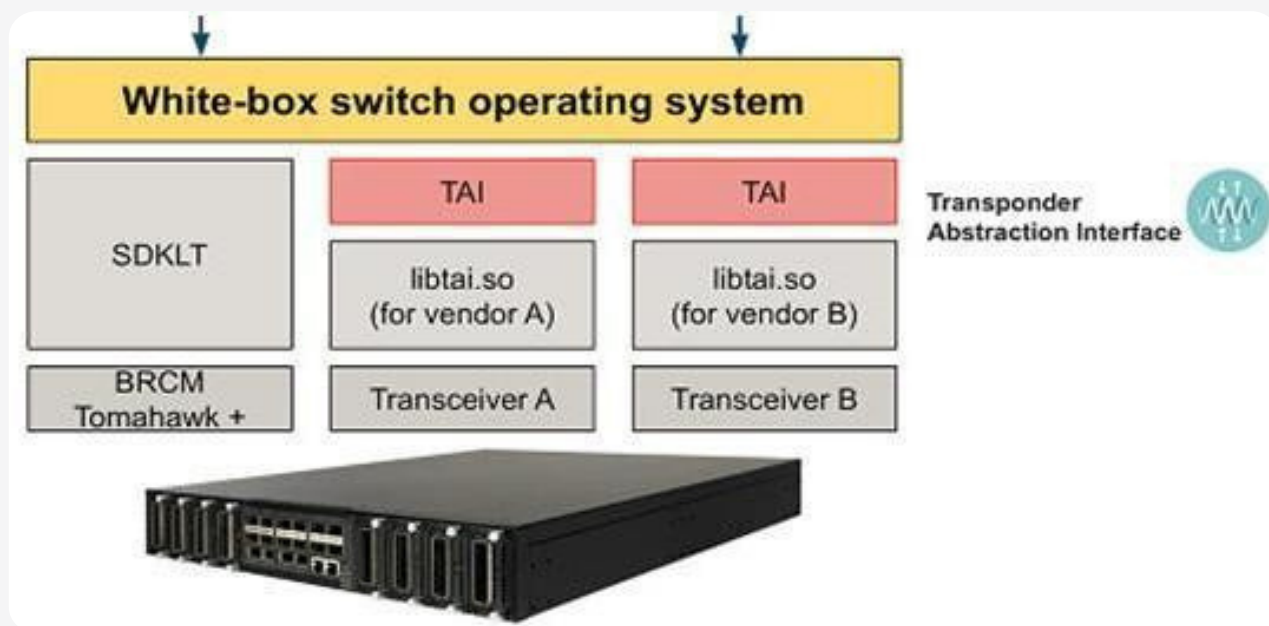 White-box switch operating system
SDKLT
TAI
TAI
libtai.so
(for vendor A)
libtai.so
(for vendor B)
BRCM
Tomahawk +
Transceiver A
Transceiver B
Transponder
Abstraction Interface